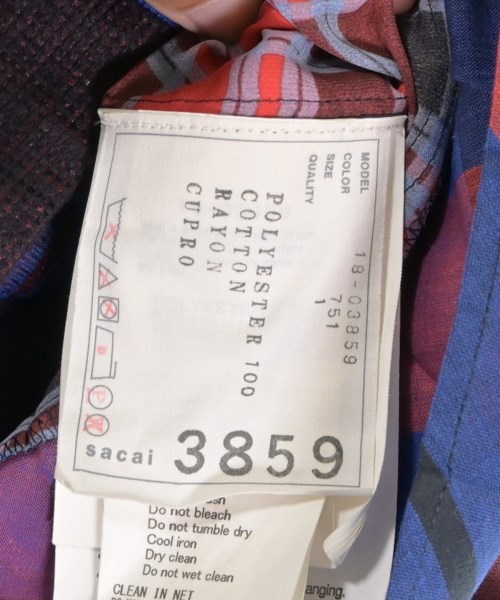 MODEL 18-03859
COLOR 751
SIZE 1
QUALITY
POLYESTER 100
COTTON
RAYON
CUPRO
sacai 3859
Do not bleach
Do not tumble dry
Cool iron
Dry clean
Do not wet clean
CLEAN IN NET